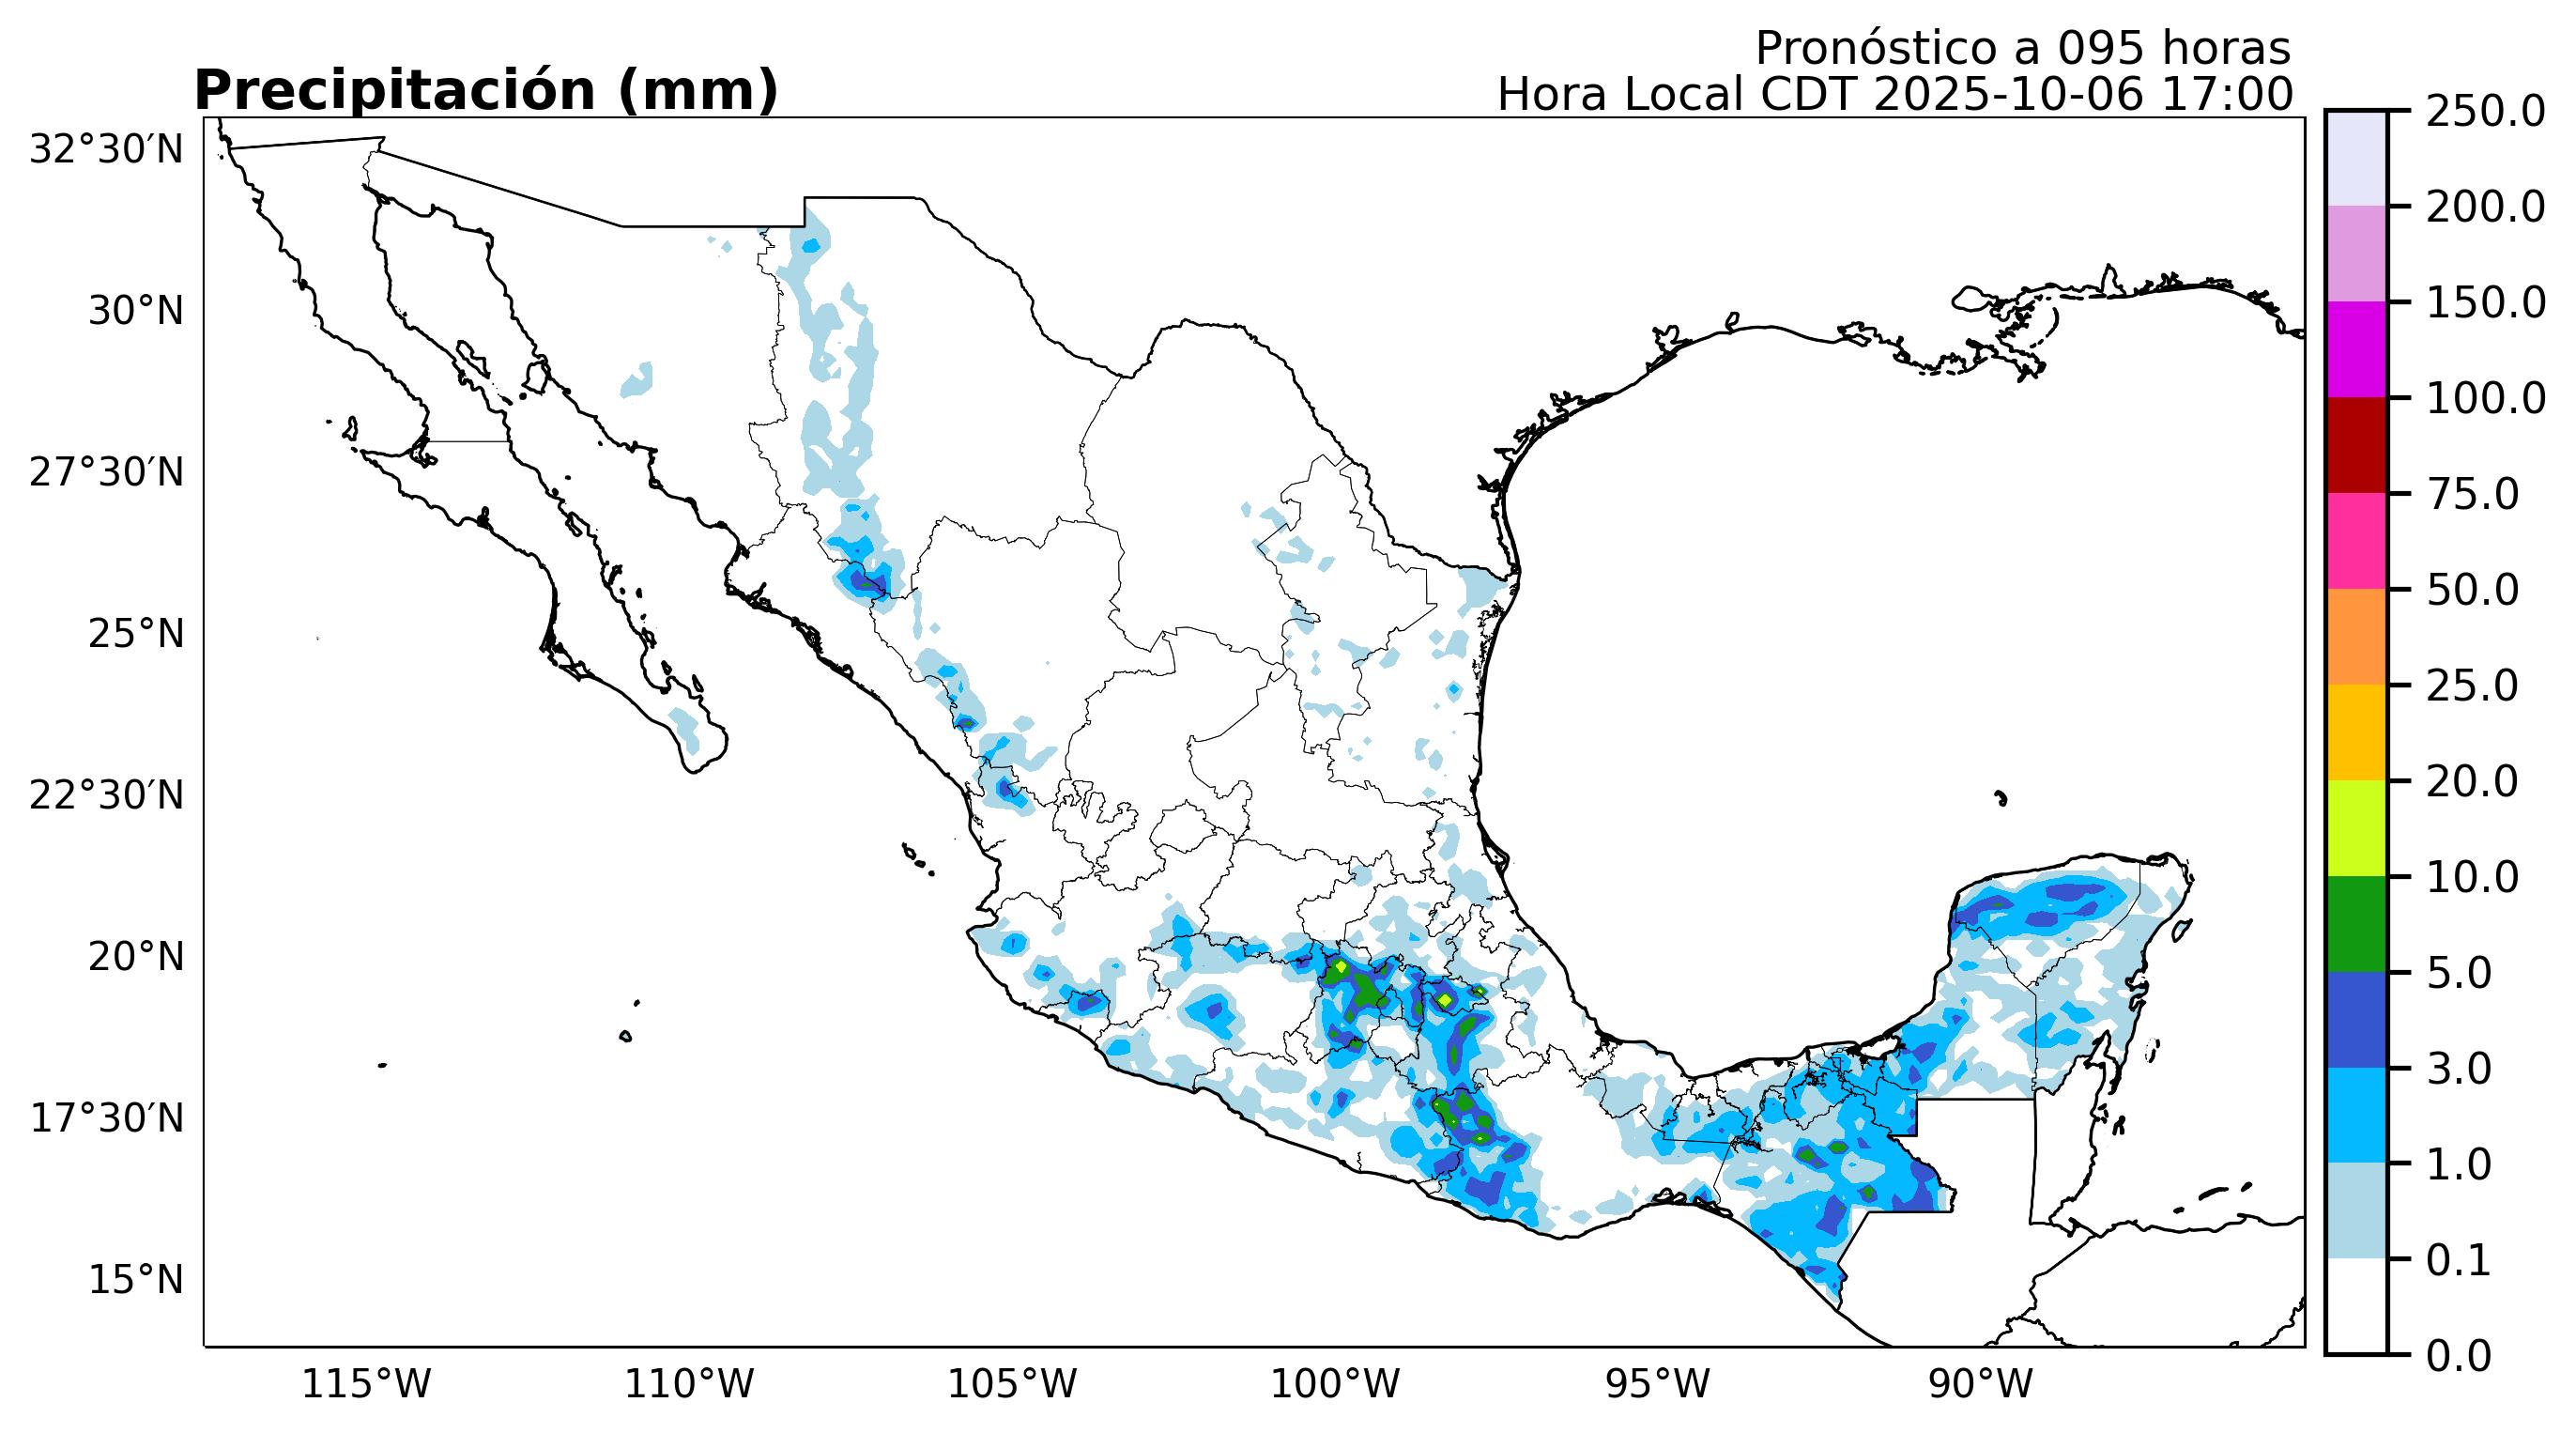 Pronóstico a 095 horas
Precipitación (mm)
Hora Local CDT 2025-10-06 17:00
32°30′N
30°N
27°30′N
25°N
22°30′N
20°N
17°30′N
15°N
115°W
110°W
105°W
100°W
95°W
90°W
250.0
200.0
150.0
100.0
75.0
50.0
25.0
20.0
10.0
5.0
3.0
1.0
0.1
0.0